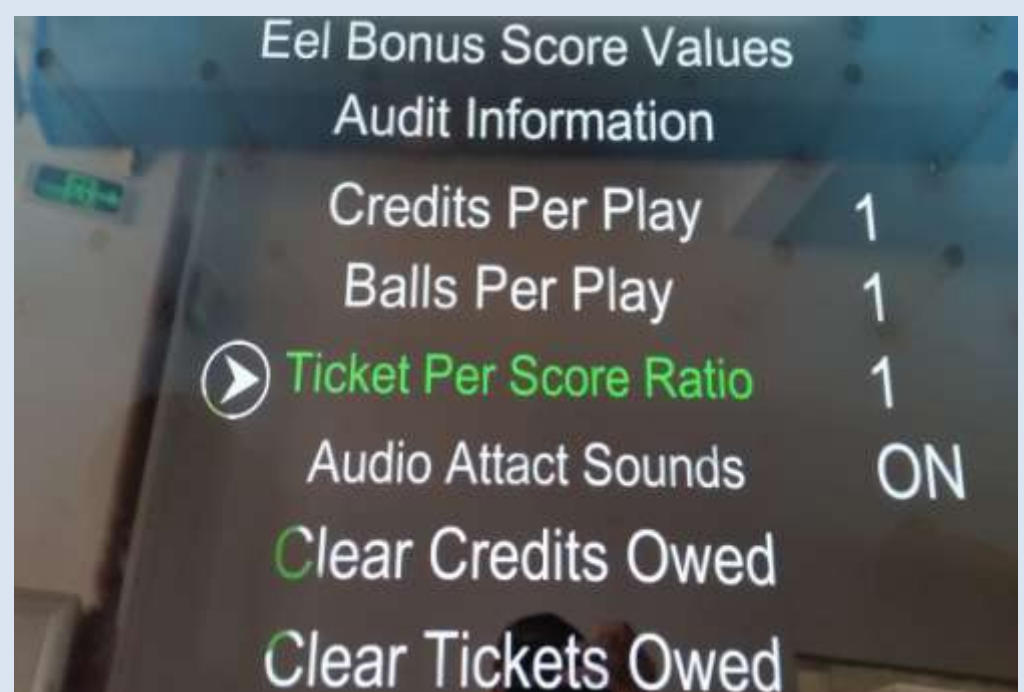 Eel Bonus Score Values
Audit Information
Credits Per Play 1
Balls Per Play 1
Ticket Per Score Ratio 1
Audio Attact Sounds ON
Clear Credits Owed
Clear Tickets Owed